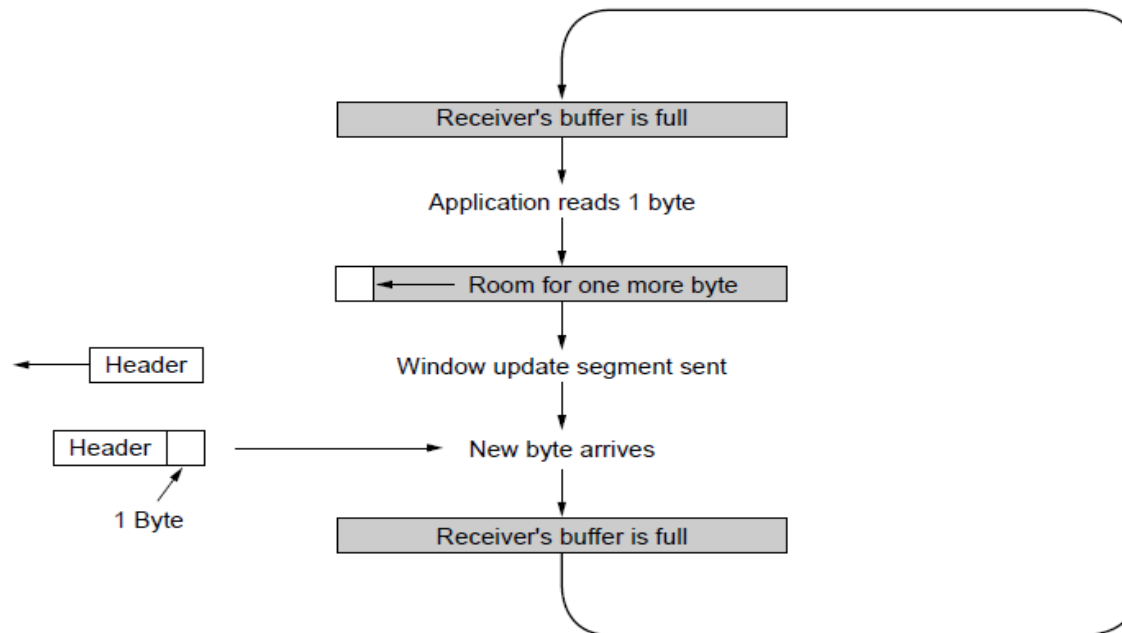 Receiver's buffer is full
Application reads 1 byte
Room for one more byte
Header
Window update segment sent
Header
New byte arrives
1 Byte
Receiver's buffer is full